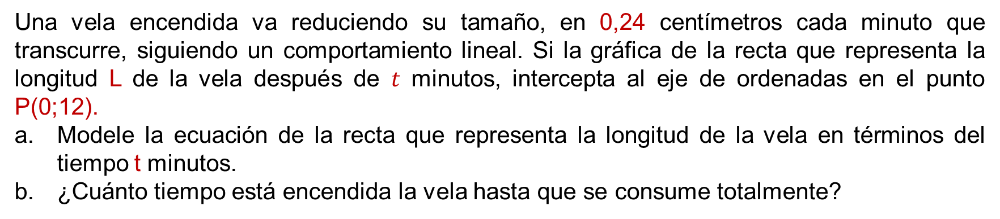 Una vela encendida va reduciendo su tamaño, en 0,24 centímetros cada minuto que
transcurre, siguiendo un comportamiento lineal. Si la gráfica de la recta que representa la
longitud L de la vela después de t minutos, intercepta al eje de ordenadas en el punto
P(0;12).
a. Modele la ecuación de la recta que representa la longitud de la vela en términos del
tiempo t minutos.
b. ¿Cuánto tiempo está encendida la vela hasta que se consume totalmente?